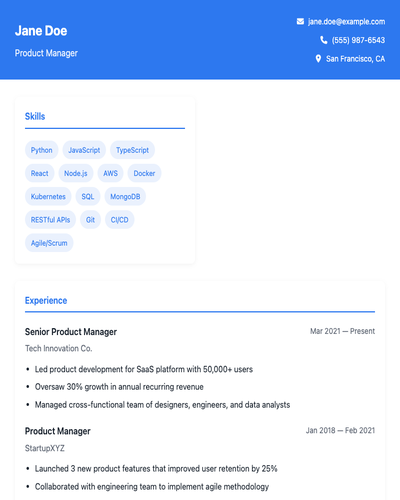 Jane Doe
Product Manager
jane.doe@example.com
(555) 987-6543
San Francisco, CA
Skills
Python JavaScript TypeScript
React Node.js AWS Docker
Kubernetes SQL MongoDB
RESTful APIs Git CI/CD
Agile/Scrum
Experience
Senior Product Manager Mar 2021 — Present
Tech Innovation Co.
• Led product development for SaaS platform with 50,000+ users
• Oversaw 30% growth in annual recurring revenue
• Managed cross-functional team of designers, engineers, and data analysts
Product Manager Jan 2018 — Feb 2021
StartupXYZ
• Launched 3 new product features that improved user retention by 25%
• Collaborated with engineering team to implement agile methodology